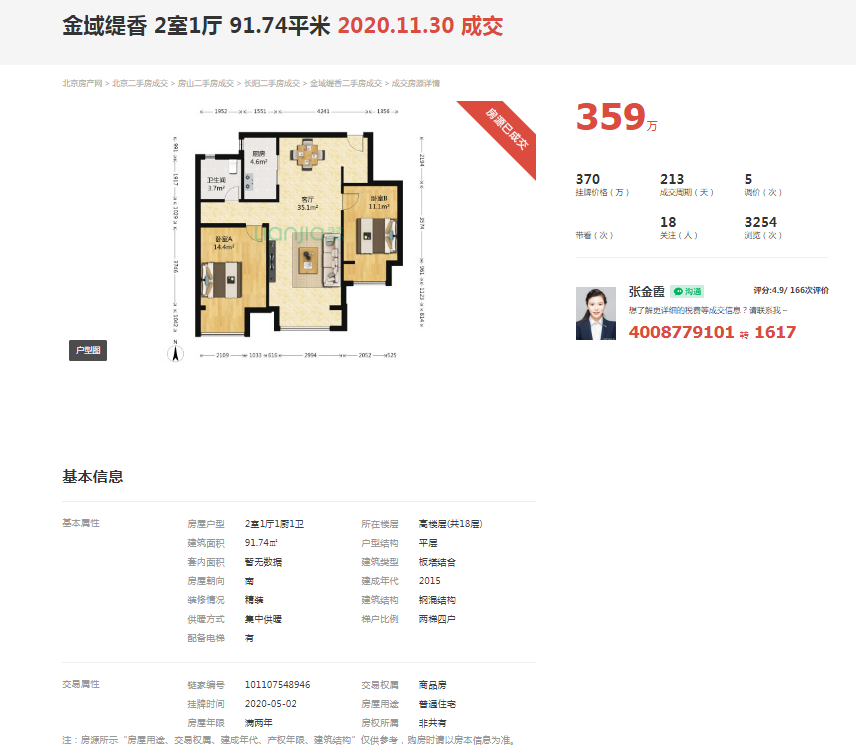 金域缇香 2室1厅 91.74平米 2020.11.30 成交
北京房产网 > 北京二手房成交 > 房山二手房成交 > 长阳二手房成交 > 金域缇香二手房成交 > 成交房源详情
房源已成交
1952 1551 4241 1356
991 1917 1029 3746 1042
2194 2574 961 1123 814
厨房
4.6m²
卫生间
3.7m²
客厅
35.1m²
卧室B
11.1m²
卧室A
14.4m²
Lianjia
N
2109 1033 616 2994 2052 525
户型图
359万
370 213 5
挂牌价格（万） 成交周期（天） 调价（次）
18 3254
带看（次） 关注（人） 浏览（次）
张金霞 沟通 评分:4.9/ 166次评价
想了解更详细的税费等成交信息？请联系我~
4008779101 转 1617
基本信息
基本属性 房屋户型 2室1厅1厨1卫 所在楼层 高楼层(共18层)
建筑面积 91.74㎡ 户型结构 平层
套内面积 暂无数据 建筑类型 板塔结合
房屋朝向 南 建成年代 2015
装修情况 精装 建筑结构 钢混结构
供暖方式 集中供暖 梯户比例 两梯四户
配备电梯 有
交易属性 链家编号 101107548946 交易权属 商品房
挂牌时间 2020-05-02 房屋用途 普通住宅
房屋年限 满两年 房权所属 非共有
注：房源所示“房屋用途、交易权属、建成年代、产权年限、建筑结构”仅供参考，购房时请以房本信息为准。